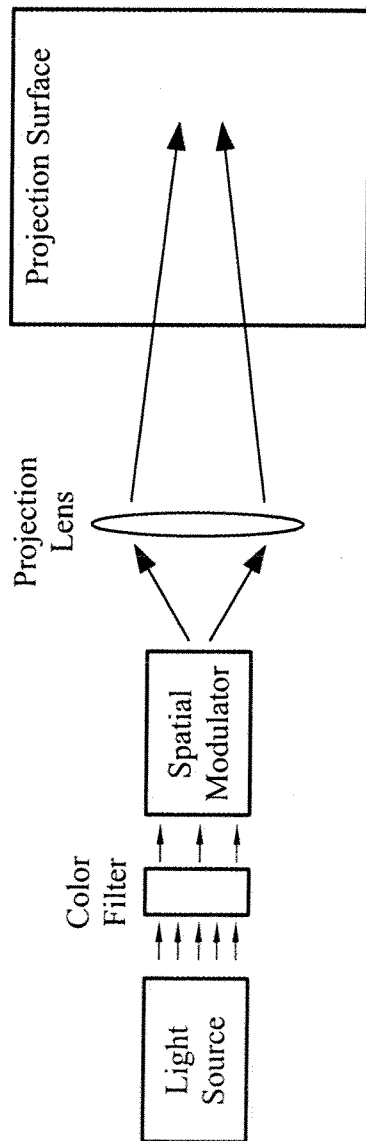 Light
Source
Color
Filter
Spatial
Modulator
Projection
Lens
Projection Surface